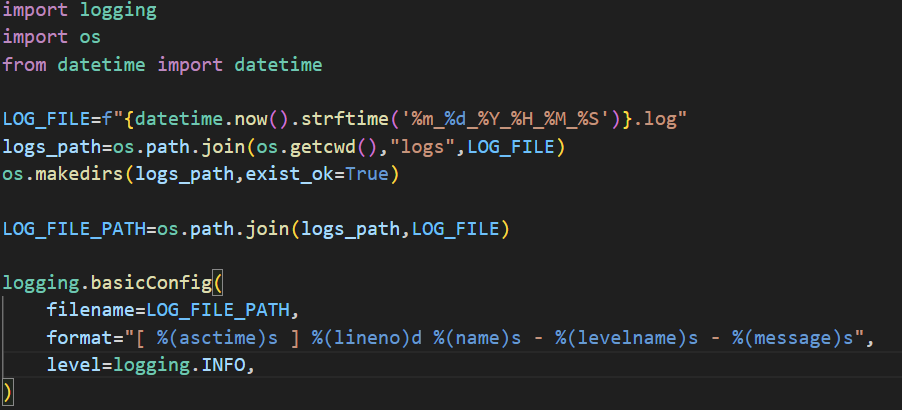 import logging
import os
from datetime import datetime

LOG_FILE=f"{datetime.now().strftime('%m_%d_%Y_%H_%M_%S')}.log"
logs_path=os.path.join(os.getcwd(),"logs",LOG_FILE)
os.makedirs(logs_path,exist_ok=True)

LOG_FILE_PATH=os.path.join(logs_path,LOG_FILE)

logging.basicConfig(
    filename=LOG_FILE_PATH,
    format="[ %(asctime)s ] %(lineno)d %(name)s - %(levelname)s - %(message)s",
    level=logging.INFO,
)